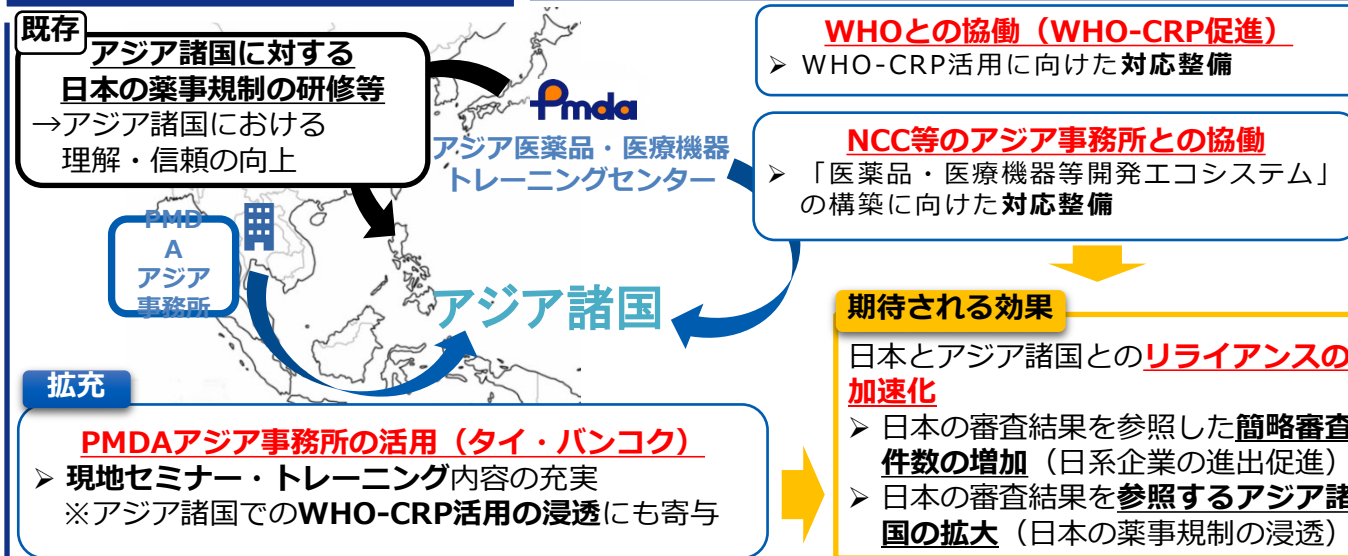 既存
アジア諸国に対する
日本の薬事規制の研修等
→アジア諸国における
理解・信頼の向上
Pmda
アジア医薬品・医療機器
トレーニングセンター
PMD
A
アジア
事務所
アジア諸国
WHOとの協働（WHO-CRP促進）
➢ WHO-CRP活用に向けた対応整備
NCC等のアジア事務所との協働
➢ 「医薬品・医療機器等開発エコシステム」
の構築に向けた対応整備
拡充
PMDAアジア事務所の活用（タイ・バンコク）
➢ 現地セミナー・トレーニング内容の充実
※アジア諸国でのWHO-CRP活用の浸透にも寄与
期待される効果
日本とアジア諸国とのリライアンスの
加速化
➢ 日本の審査結果を参照した簡略審査
件数の増加（日系企業の進出促進）
➢ 日本の審査結果を参照するアジア諸
国の拡大（日本の薬事規制の浸透）